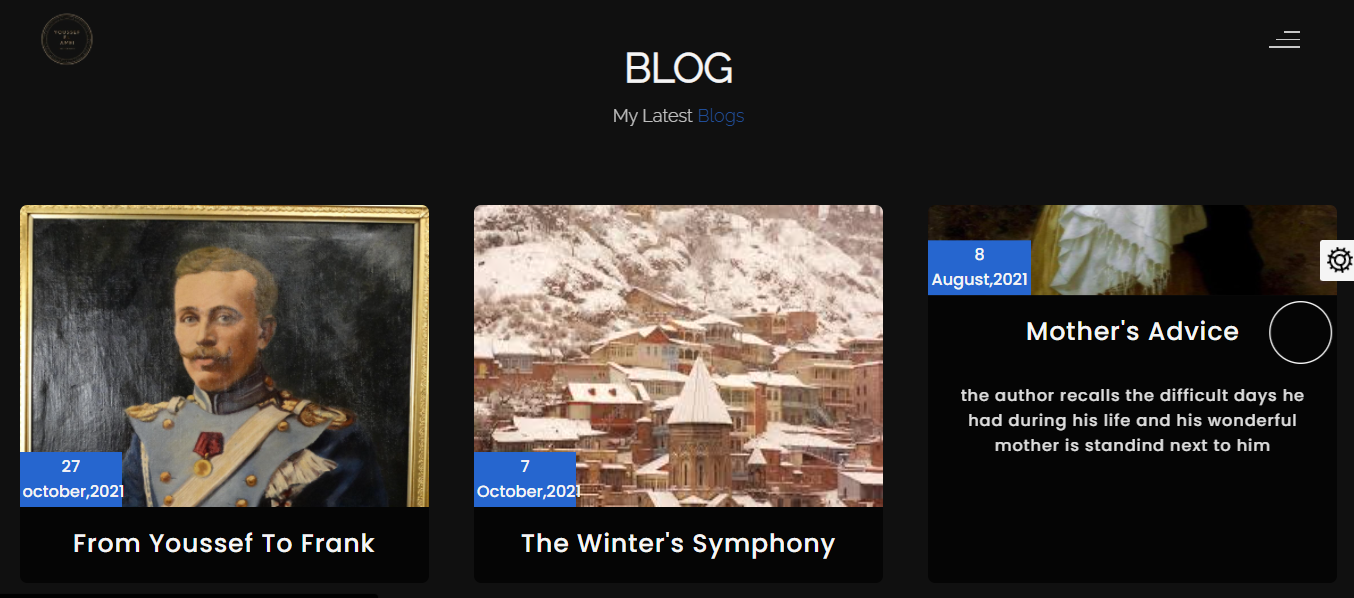 YOUSSEF
BLOG
My Latest Blogs
27
october,2021
From Youssef To Frank
7
October,2021
The Winter's Symphony
8
August,2021
Mother's Advice
the author recalls the difficult days he
had during his life and his wonderful
mother is standind next to him